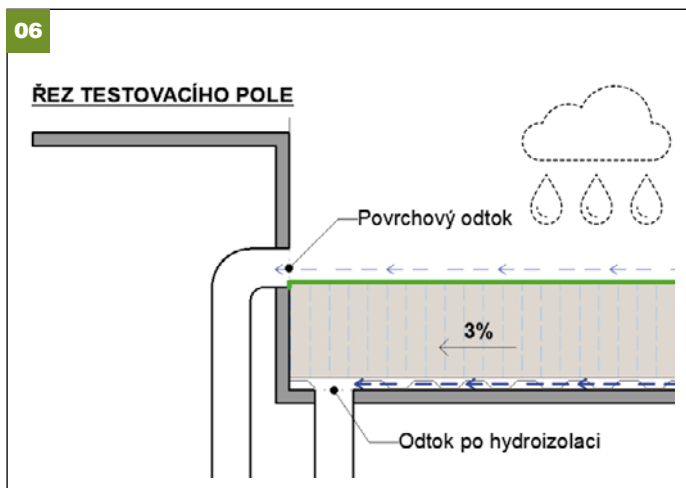 06
ŘEZ TESTOVACÍHO POLE
Povrchový odtok
3%
Odtok po hydroizolaci